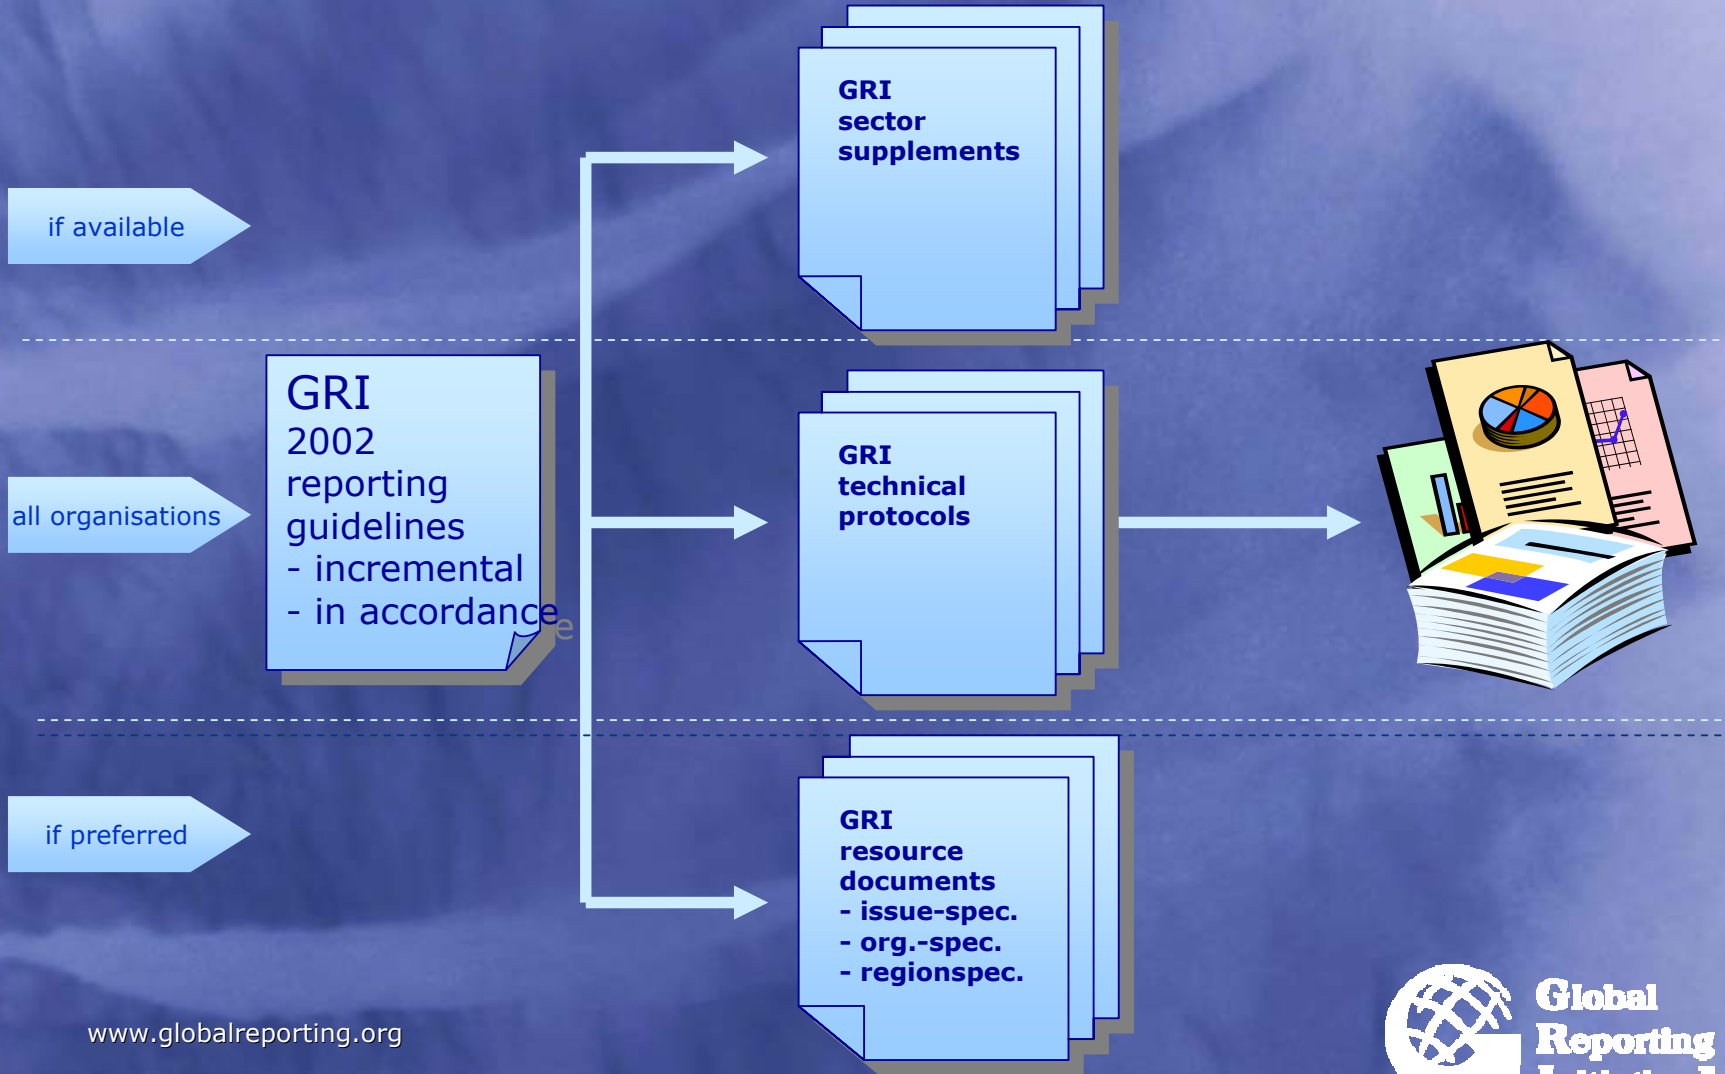 GRI
sector
supplements
if available
GRI
2002
reporting
guidelines
- incremental
- in accordance
all organisations
GRI
technical
protocols
if preferred
GRI
resource
documents
- issue-spec.
- org.-spec.
- regionspec.
www.globalreporting.org
Global
Reporting